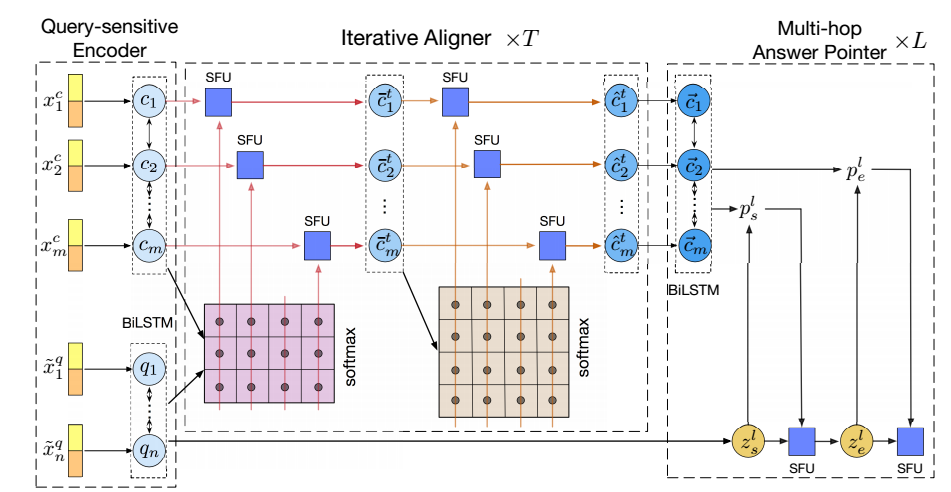 Query-sensitive
Encoder
Iterative Aligner ×T
Multi-hop
Answer Pointer ×L
SFU
SFU
x_1^c
c_1
c̄_1^t
ĉ_1^t
c⃗_1
SFU
SFU
x_2^c
c_2
c̄_2^t
ĉ_2^t
c⃗_2
p_e^l
p_s^l
SFU
SFU
x_m^c
c_m
c̄_m^t
ĉ_m^t
c⃗_m
BiLSTM
BiLSTM
softmax
softmax
x̃_1^q
q_1
x̃_n^q
q_n
z_s^l
z_e^l
SFU
SFU